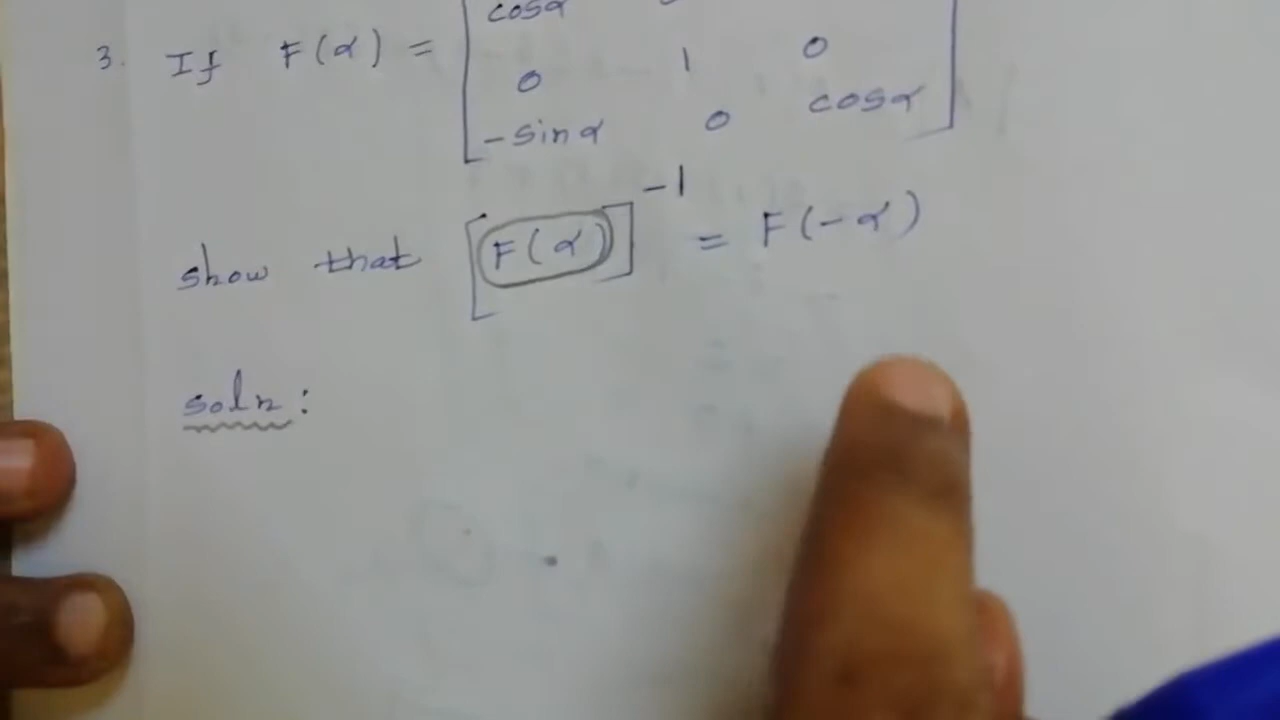 cosα
3. If F(α) =
0 1 0
-sinα 0 cosα
show that [F(α)]⁻¹ = F(-α)
soln: